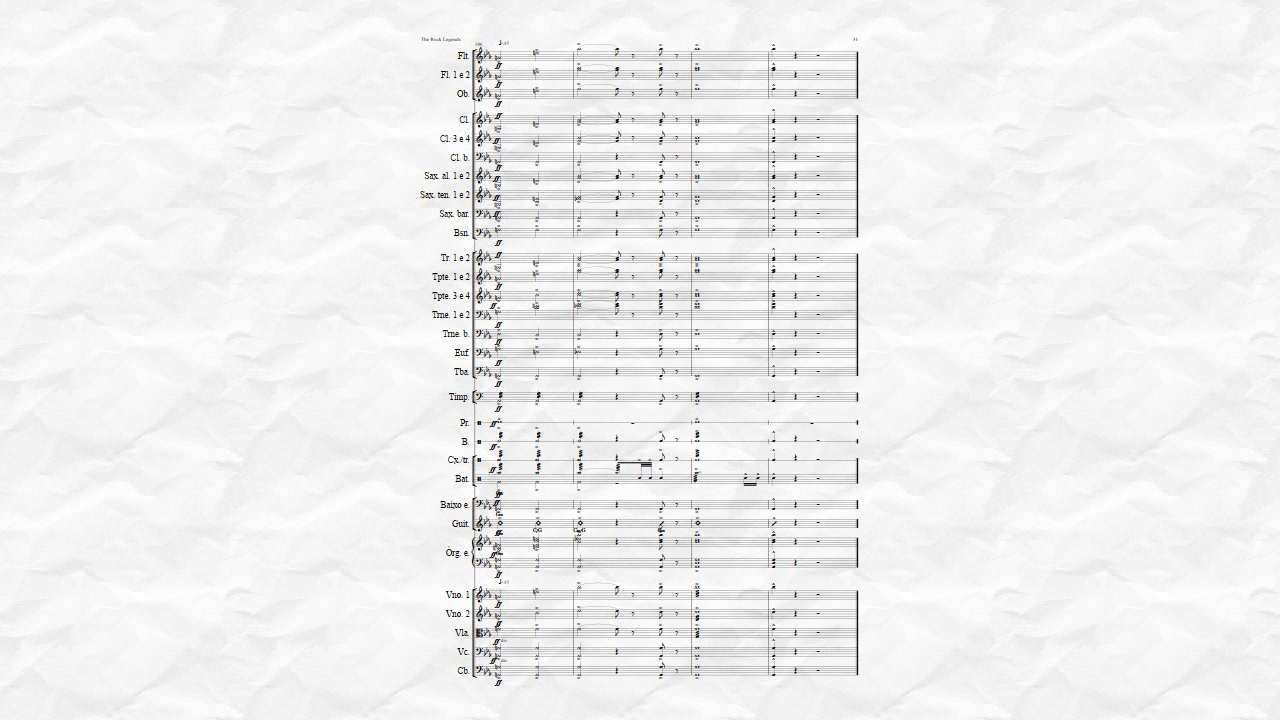 The Rock Legends 31
Flt.
Fl. 1 e 2
Ob.
Cl.
Cl. 3 e 4
Cl. b.
Sax. al. 1 e 2
Sax. ten. 1 e 2
Sax. bar.
Bsn.
Tr. 1 e 2
Tpte. 1 e 2
Tpte. 3 e 4
Trne. 1 e 2
Trne. b.
Euf.
Tba.
Timp.
Pr.
B.
Cx./tr.
Bat.
Baixo e.
Guit.
Org. e.
Vno. 1
Vno. 2
Vla.
Vc.
Cb.